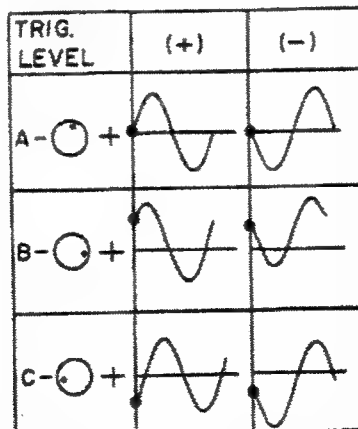 TRIG.
LEVEL
(+)
(-)
A-
+
B-
+
C-
+